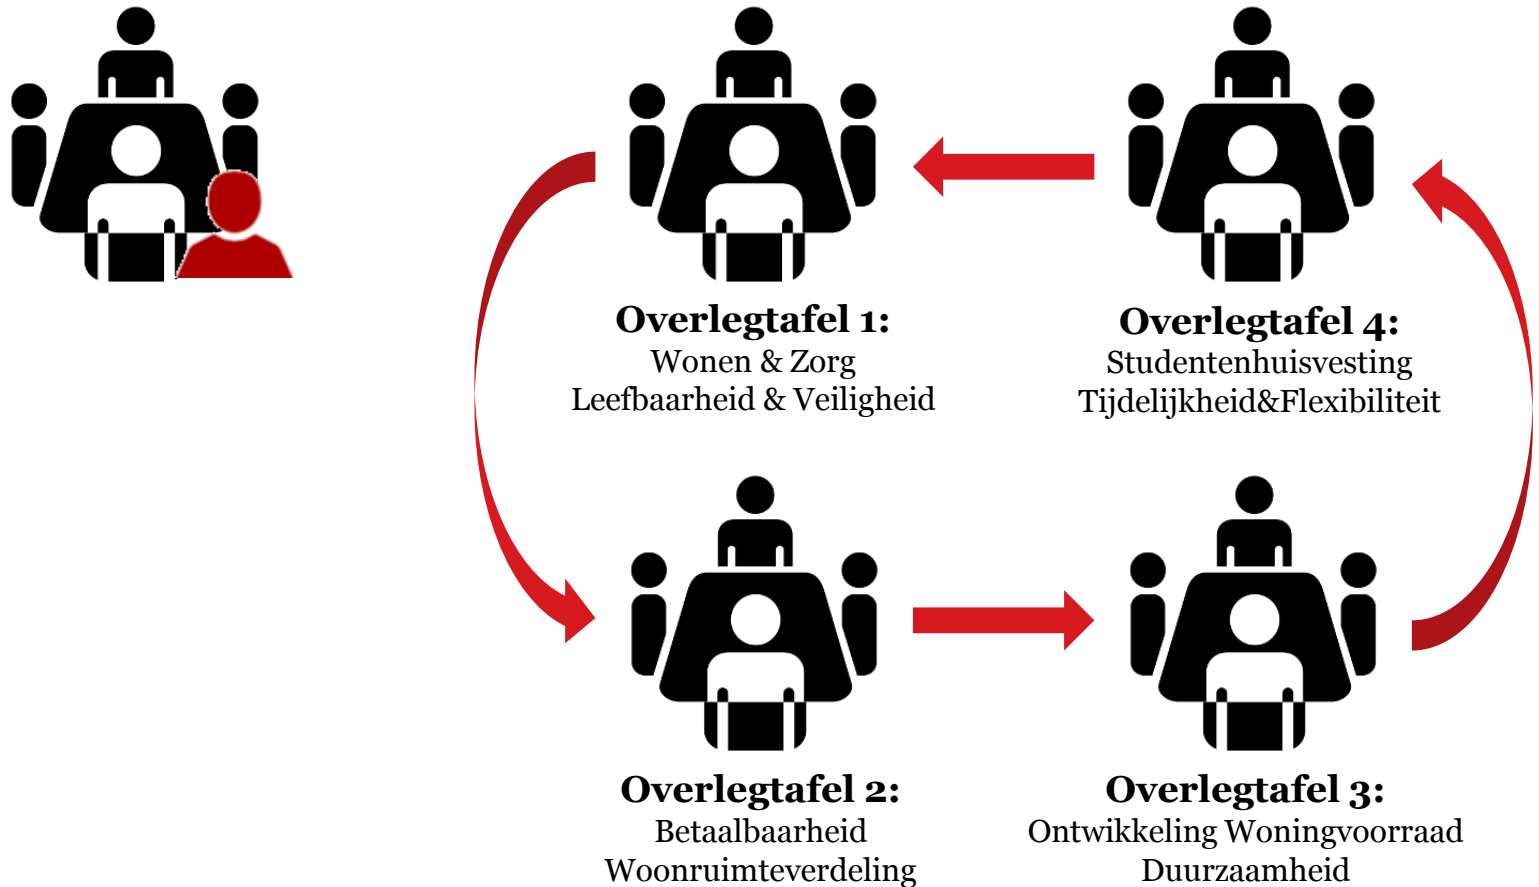 Overlegtafel 1:
Wonen & Zorg
Leefbaarheid & Veiligheid
Overlegtafel 4:
Studentenhuisvesting
Tijdelijkheid&Flexibiliteit
Overlegtafel 2:
Betaalbaarheid
Woonruimteverdeling
Overlegtafel 3:
Ontwikkeling Woningvoorraad
Duurzaamheid